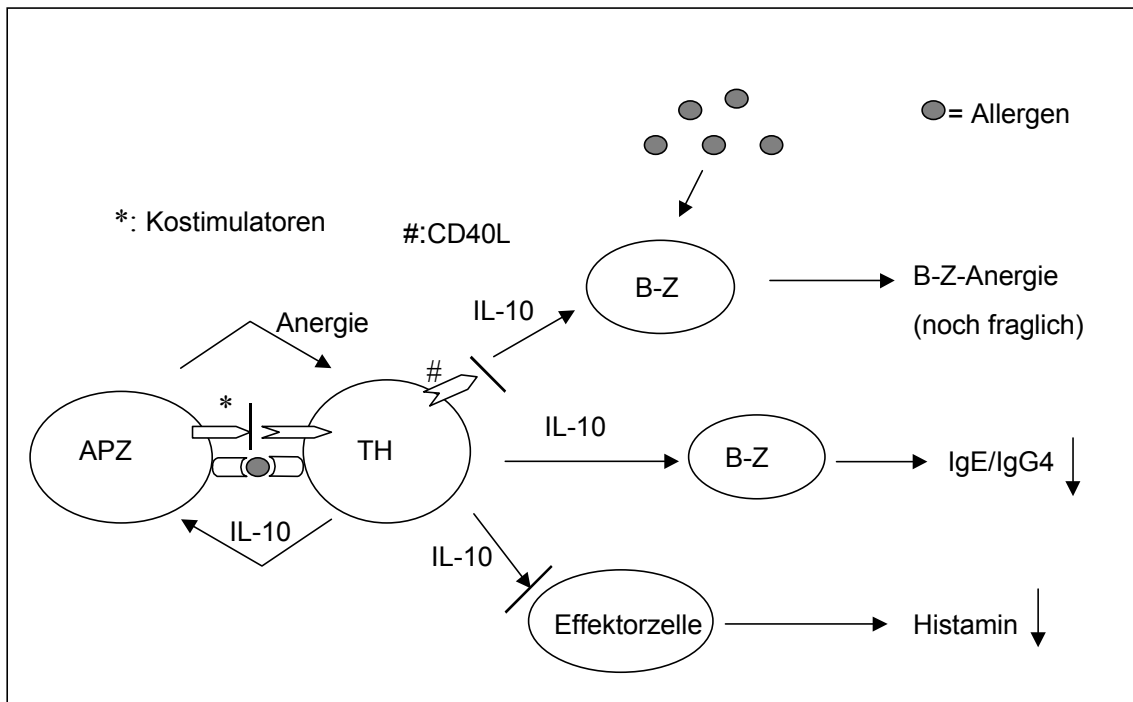 = Allergen
*: Kostimulatoren
#:CD40L
B-Z
B-Z-Anergie
(noch fraglich)
IL-10
Anergie
#
*
APZ
TH
IL-10
B-Z
IgE/IgG4
IL-10
IL-10
Effektorzelle
Histamin